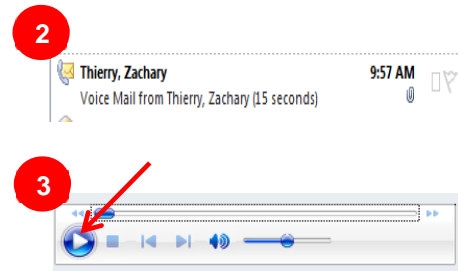 2
Thierry, Zachary 9:57 AM
Voice Mail from Thierry, Zachary (15 seconds)
3